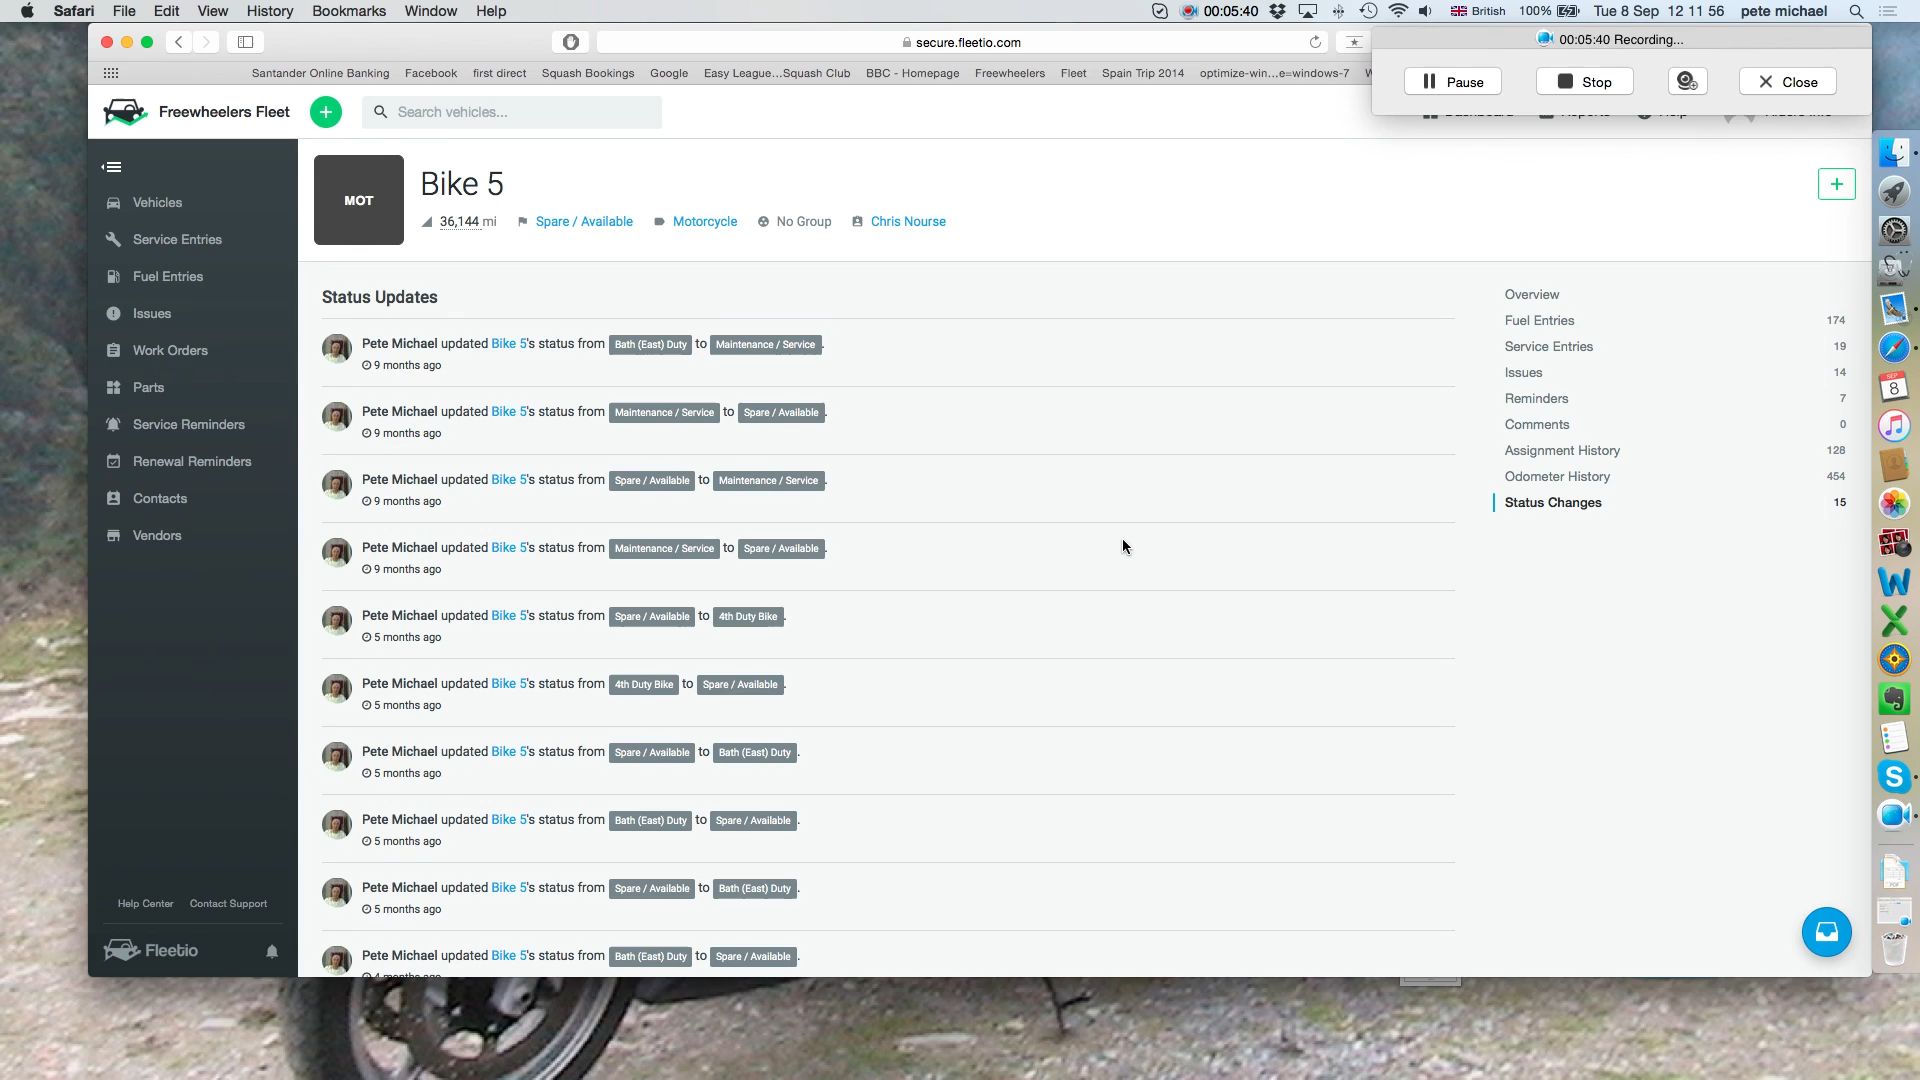 Safari File Edit View History Bookmarks Window Help 00:05:40 British 100% Tue 8 Sep 12 11 56 pete michael
secure.fleetio.com
00:05:40 Recording...
Santander Online Banking Facebook first direct Squash Bookings Google Easy League...Squash Club BBC - Homepage Freewheelers Fleet Spain Trip 2014 optimize-win...e=windows-7
Pause Stop Close
Freewheelers Fleet + Search vehicles...
Bike 5
MOT
36,144 mi Spare / Available Motorcycle No Group Chris Nourse
Vehicles
Service Entries
Fuel Entries
Issues
Work Orders
Parts
Service Reminders
Renewal Reminders
Contacts
Vendors
Help Center Contact Support
Fleetio
Status Updates
Pete Michael updated Bike 5's status from Bath (East) Duty to Maintenance / Service.
9 months ago
Pete Michael updated Bike 5's status from Maintenance / Service to Spare / Available.
9 months ago
Pete Michael updated Bike 5's status from Spare / Available to Maintenance / Service.
9 months ago
Pete Michael updated Bike 5's status from Maintenance / Service to Spare / Available.
9 months ago
Pete Michael updated Bike 5's status from Spare / Available to 4th Duty Bike.
5 months ago
Pete Michael updated Bike 5's status from 4th Duty Bike to Spare / Available.
5 months ago
Pete Michael updated Bike 5's status from Spare / Available to Bath (East) Duty.
5 months ago
Pete Michael updated Bike 5's status from Bath (East) Duty to Spare / Available.
5 months ago
Pete Michael updated Bike 5's status from Spare / Available to Bath (East) Duty.
5 months ago
Pete Michael updated Bike 5's status from Bath (East) Duty to Spare / Available.
Overview
Fuel Entries 174
Service Entries 19
Issues 14
Reminders 7
Comments 0
Assignment History 128
Odometer History 454
Status Changes 15
SEP
8